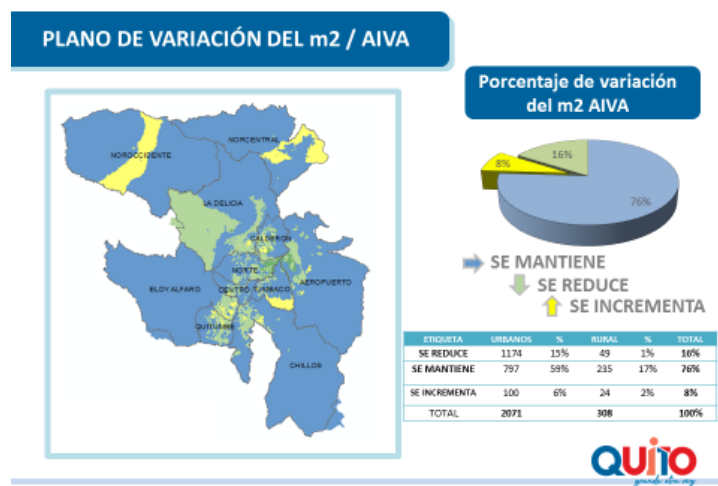 PLANO DE VARIACIÓN DEL m2 / AIVA
Porcentaje de variación
del m2 AIVA
NOROCCIDENTE
NORCENTRAL
LA DELICIA
CALDERON
NORTE
ELOY ALFARO
CENTRO
TUMBACO
AEROPUERTO
QUITUMBE
CHILLOS
16%
8%
76%
SE MANTIENE
SE REDUCE
SE INCREMENTA
ETIQUETA URBANOS % RURAL % TOTAL
SE REDUCE 1174 15% 49 1% 16%
SE MANTIENE 797 59% 235 17% 76%
SE INCREMENTA 100 6% 24 2% 8%
TOTAL 2071 308 100%
QUITO
grande otra vez